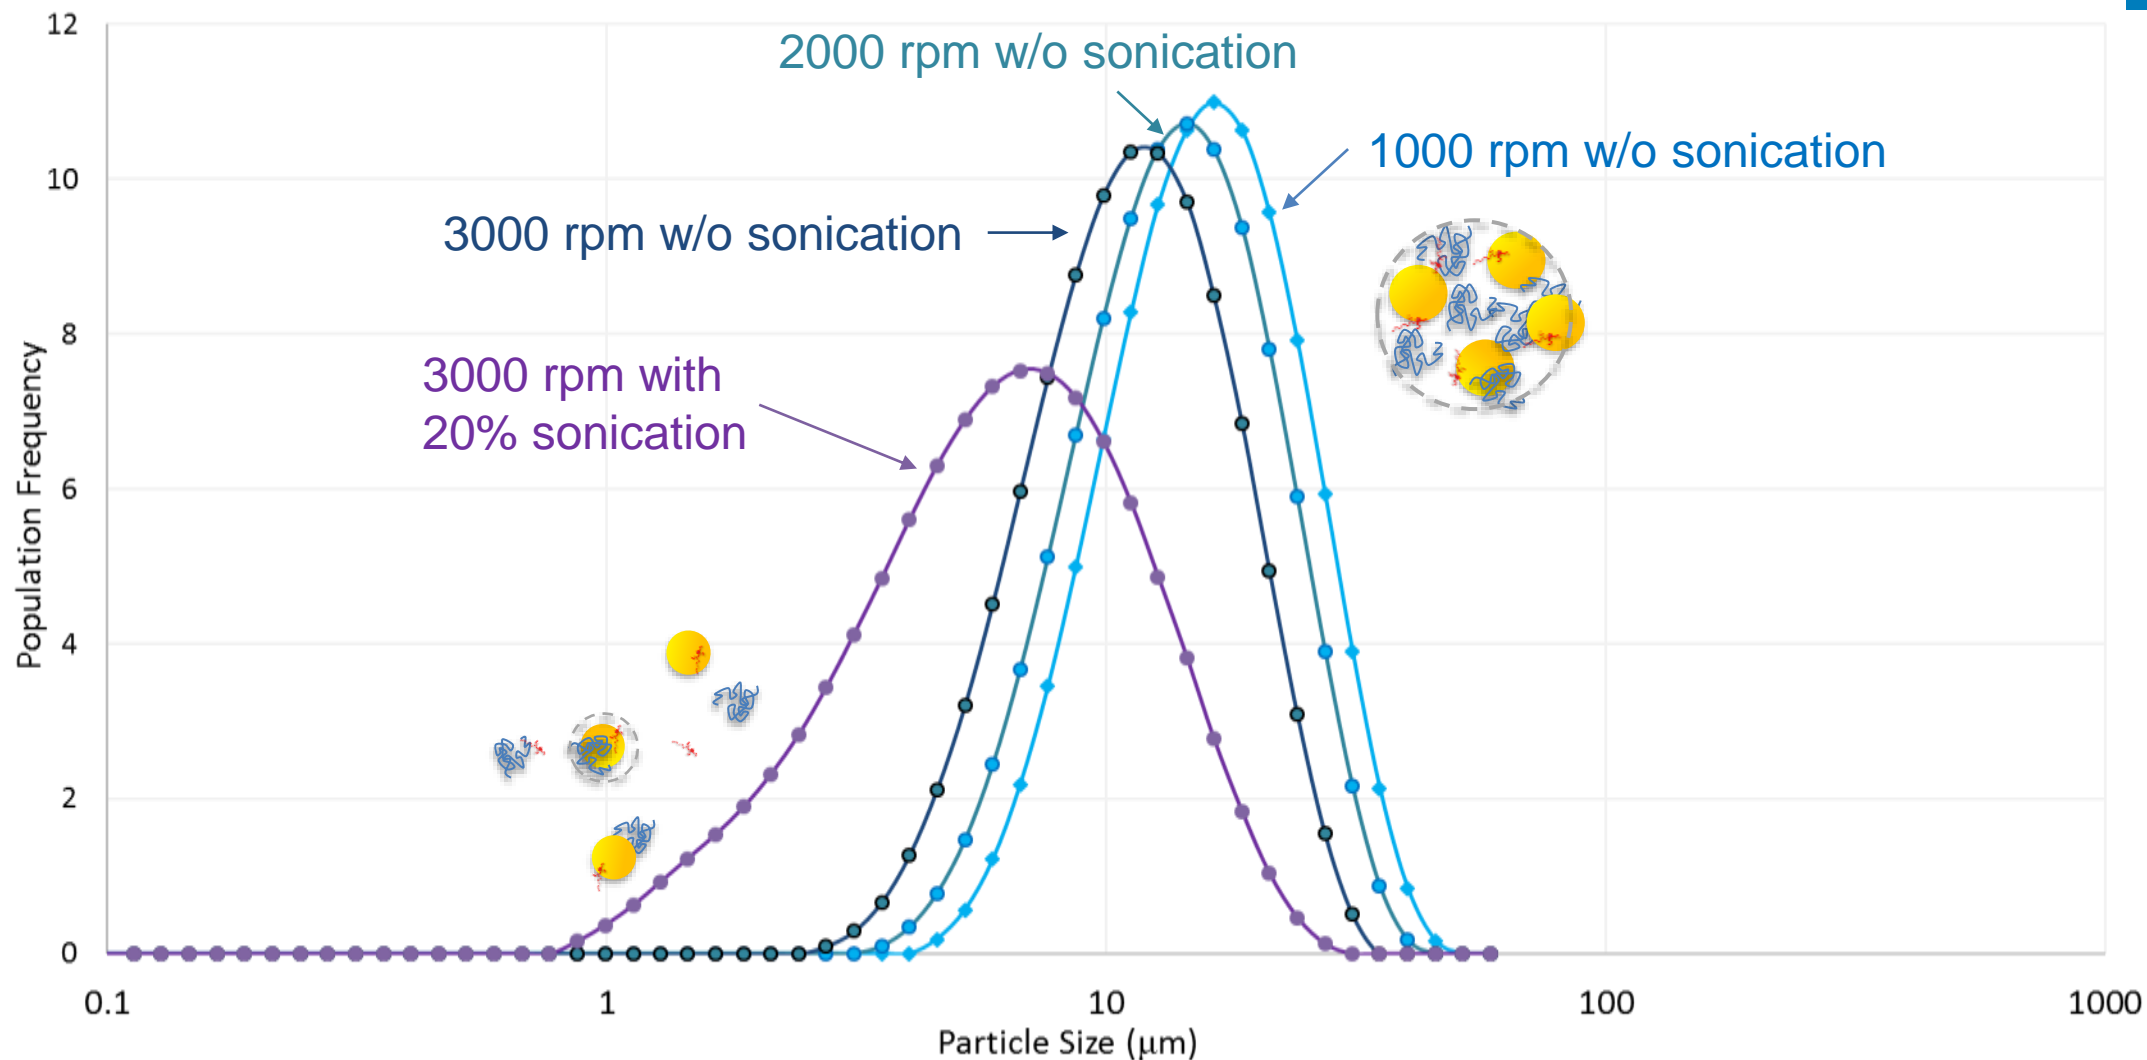 12
10
8
6
4
2
0
Population Frequency
2000 rpm w/o sonication
1000 rpm w/o sonication
3000 rpm w/o sonication
3000 rpm with
20% sonication
0.1
1
10
100
1000
Particle Size (μm)